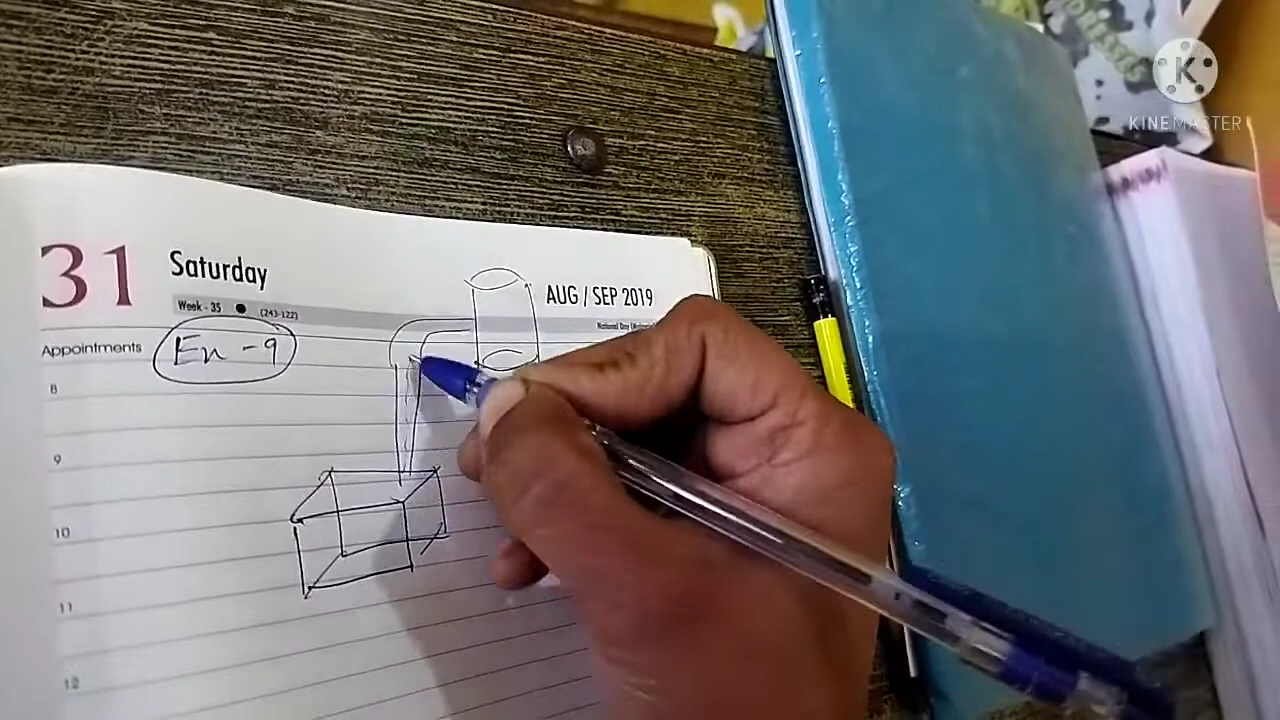 31 Saturday
Week - 35 ● (243-122)
AUG / SEP 2019
Appointments
En - 9
8
9
10
11
12
KINEMASTER